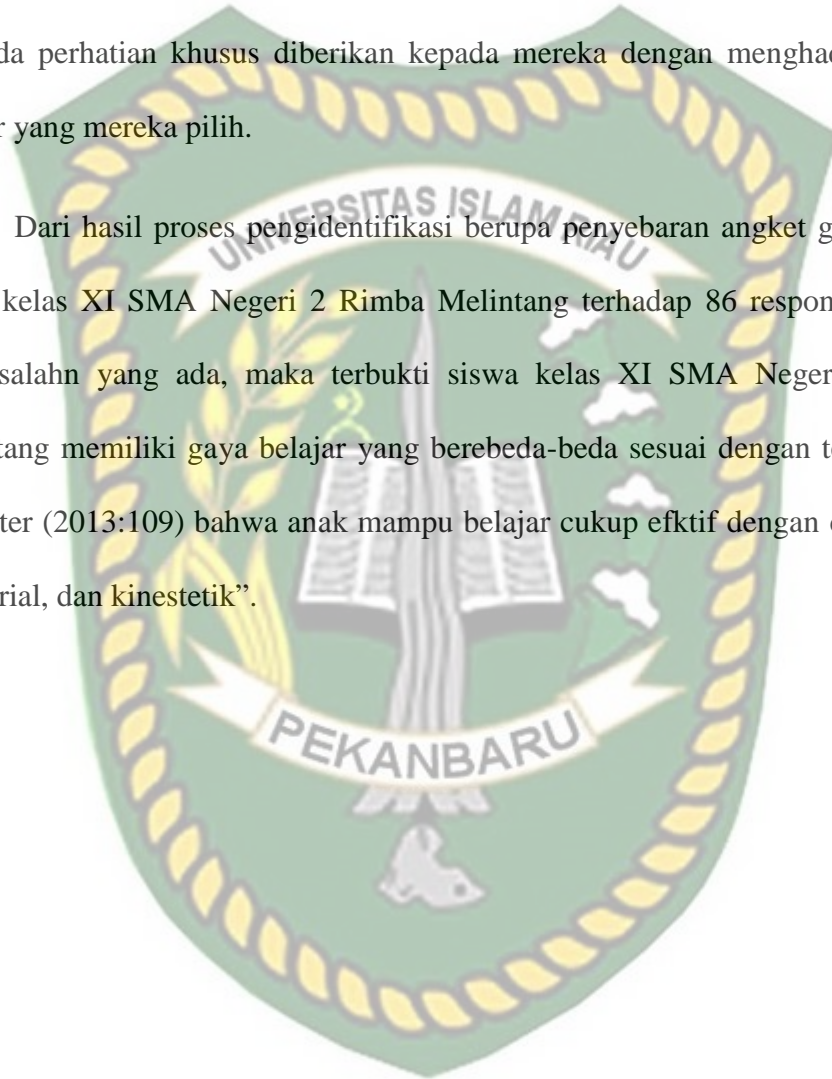 da perhatian khusus diberikan kepada mereka dengan menghad
r yang mereka pilih.
UNIVERSITAS ISLAM RIAU
Dari hasil proses pengidentifikasi berupa penyebaran angket g
kelas XI SMA Negeri 2 Rimba Melintang terhadap 86 respon
salahn yang ada, maka terbukti siswa kelas XI SMA Negeri
tang memiliki gaya belajar yang berebeda-beda sesuai dengan te
ter (2013:109) bahwa anak mampu belajar cukup efktif dengan
rial, dan kinestetik”.
PEKANBARU